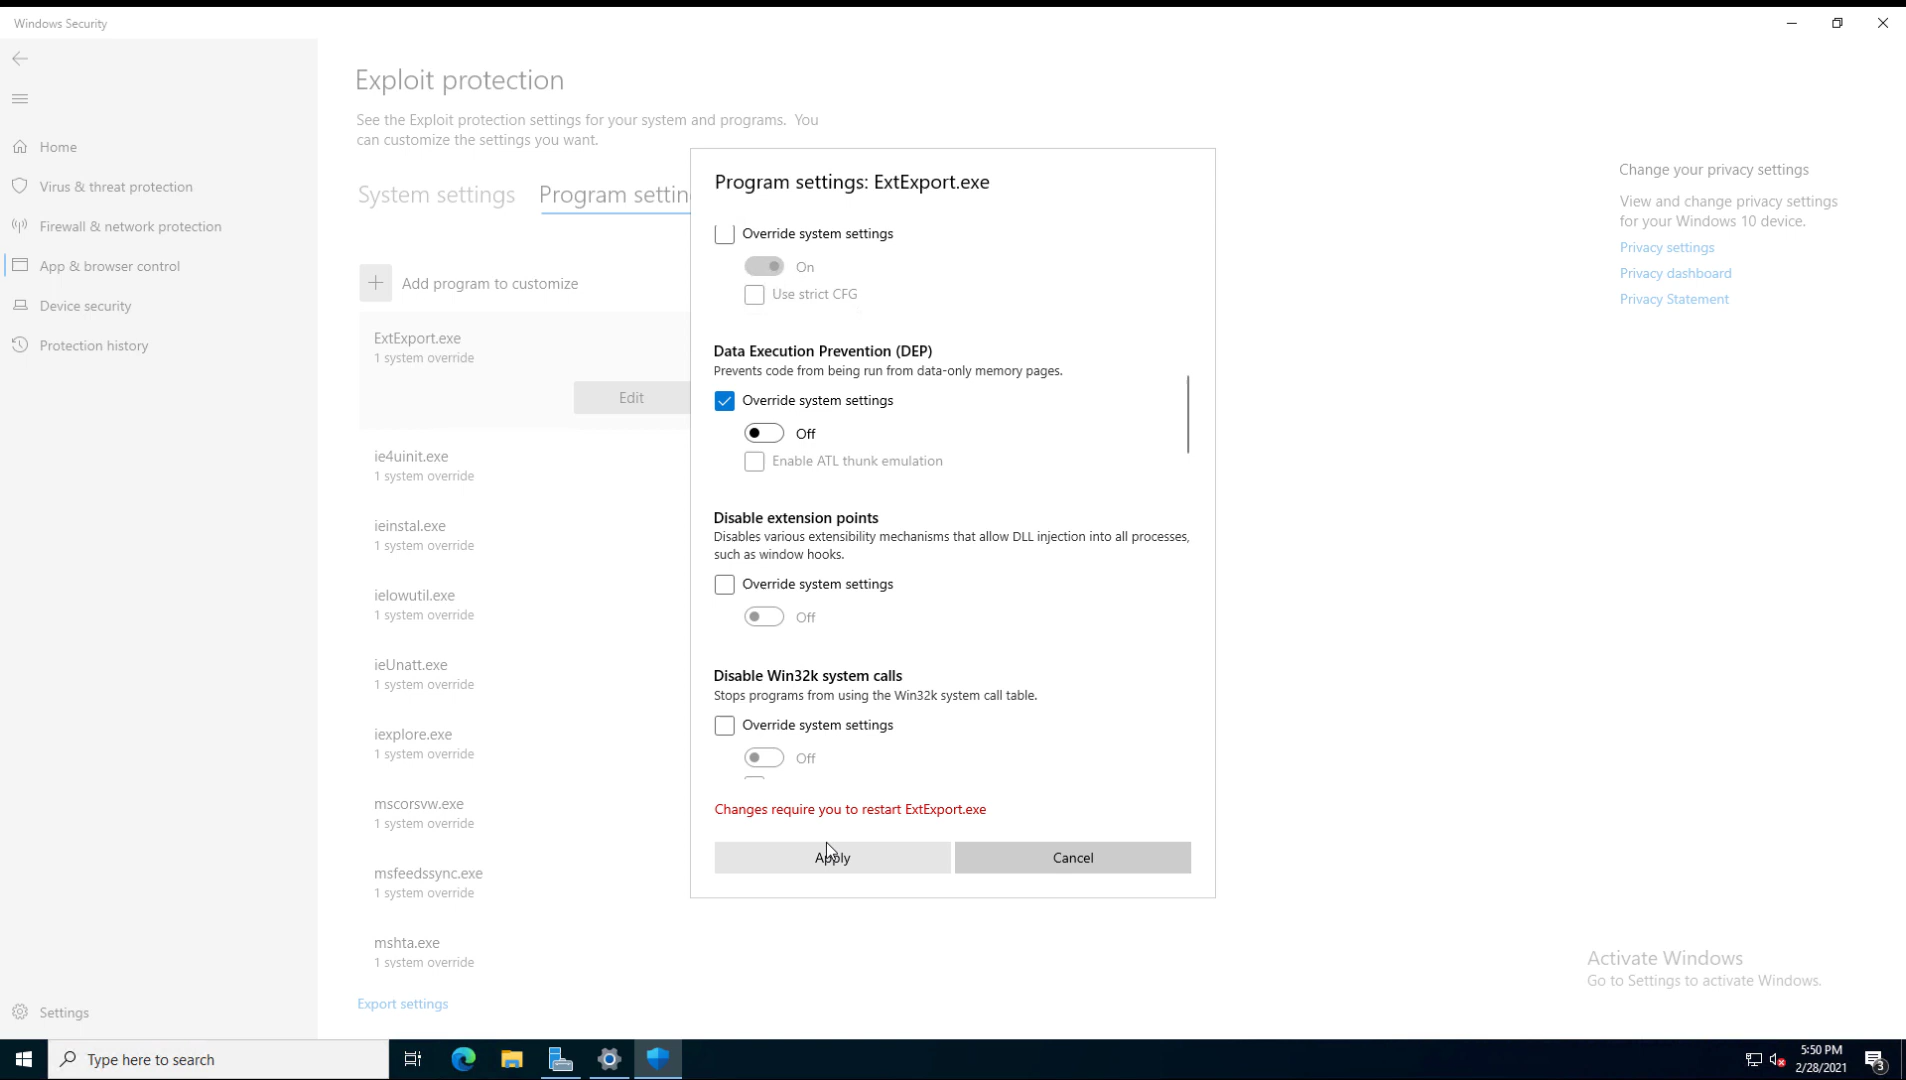 Windows Security
Exploit protection
See the Exploit protection settings for your system and programs. You
can customize the settings you want.
Home
Virus & threat protection
Firewall & network protection
App & browser control
Device security
Protection history
Settings
System settings
Program settin
Add program to customize
ExtExport.exe
1 system override
Edit
ie4uinit.exe
1 system override
ieinstal.exe
1 system override
ielowutil.exe
1 system override
ieUnatt.exe
1 system override
iexplore.exe
1 system override
mscorsvw.exe
1 system override
msfeedssync.exe
1 system override
mshta.exe
1 system override
Export settings
Program settings: ExtExport.exe
Override system settings
On
Use strict CFG
Data Execution Prevention (DEP)
Prevents code from being run from data-only memory pages.
Override system settings
Off
Enable ATL thunk emulation
Disable extension points
Disables various extensibility mechanisms that allow DLL injection into all processes,
such as window hooks.
Override system settings
Off
Disable Win32k system calls
Stops programs from using the Win32k system call table.
Override system settings
Off
Changes require you to restart ExtExport.exe
Apply
Cancel
Change your privacy settings
View and change privacy settings
for your Windows 10 device.
Privacy settings
Privacy dashboard
Privacy Statement
Activate Windows
Go to Settings to activate Windows.
Type here to search
5:50 PM
2/28/2021
3